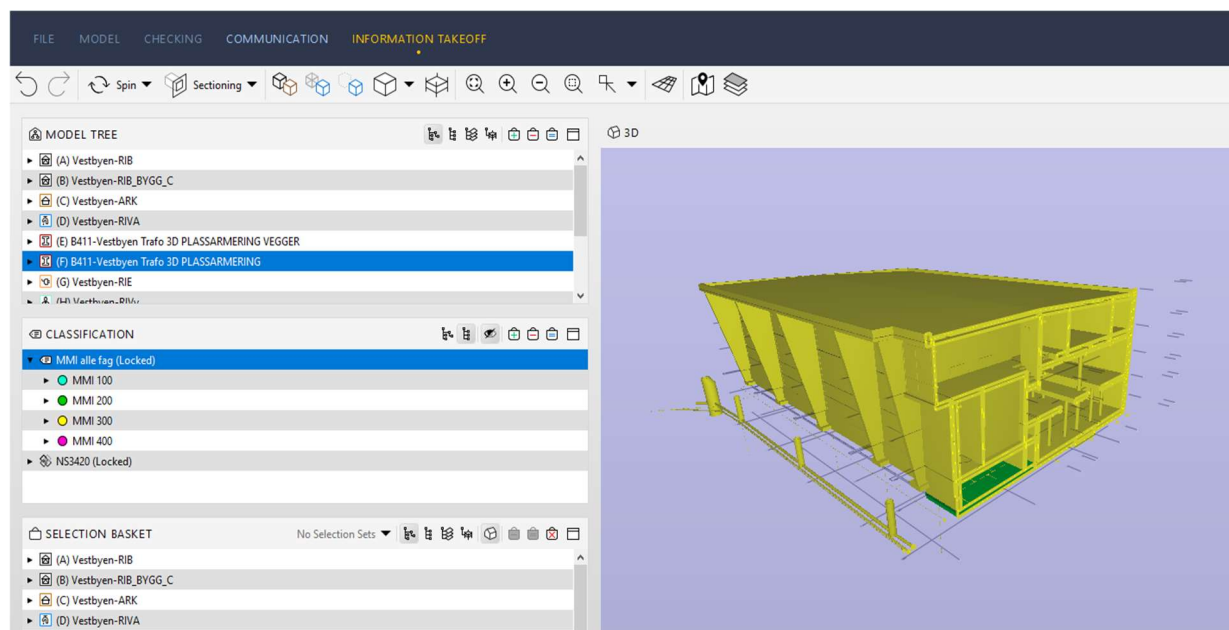 FILE MODEL CHECKING COMMUNICATION INFORMATION TAKEOFF
Spin Sectioning
MODEL TREE
(A) Vestbyen-RIB
(B) Vestbyen-RIB_BYGG_C
(C) Vestbyen-ARK
(D) Vestbyen-RIVA
(E) B411-Vestbyen Trafo 3D PLASSARMERING VEGGER
(F) B411-Vestbyen Trafo 3D PLASSARMERING
(G) Vestbyen-RIE
(H) Vestbyen-RIVv
CLASSIFICATION
MMI alle fag (Locked)
MMI 100
MMI 200
MMI 300
MMI 400
NS3420 (Locked)
SELECTION BASKET No Selection Sets
(A) Vestbyen-RIB
(B) Vestbyen-RIB_BYGG_C
(C) Vestbyen-ARK
(D) Vestbyen-RIVA
3D